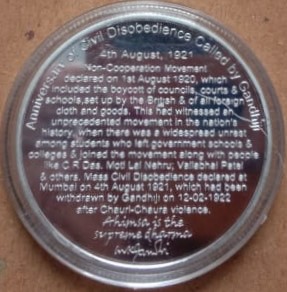 Anniversary of Civil Disobedience Called by Gandhiji
4th August, 1921
Non-Cooperation Movement
declared on 1st August 1920, which
included the boycott of councils, courts &
schools,set up by the British & of all foreign
cloth and goods. This had witnessed an
unprecedented movement in the nation's
history, when there was a widespread unrest
among students who left government schools &
colleges & joined the movement along with people
like C R Das, Moti Lal Nehru; Vallabhai Patel
& others. Mass Civil Disobedience declared at
Mumbai on 4th August 1921, which had been
withdrawn by Gandhiji on 12-02-1922
after Chauri-Chaura violence.
Ahimsa is the
supreme dharma
mkgandhi